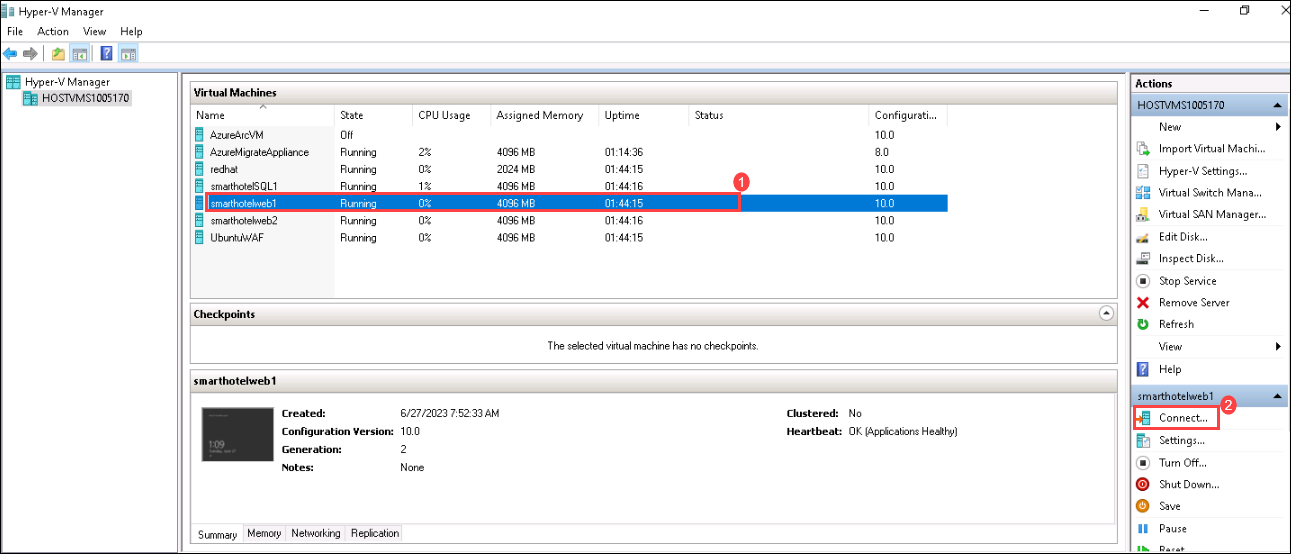 Hyper-V Manager
File Action View Help
Hyper-V Manager
HOSTVMS1005170
Virtual Machines
Name State CPU Usage Assigned Memory Uptime Status Configurati...
AzureArcVM Off 10.0
AzureMigrateAppliance Running 2% 4096 MB 01:14:36 8.0
redhat Running 0% 2024 MB 01:44:15 10.0
smarthotelSQL1 Running 1% 4096 MB 01:44:16 10.0
1
smarthotelweb1 Running 0% 4096 MB 01:44:15 10.0
smarthotelweb2 Running 0% 4096 MB 01:44:16 10.0
UbuntuWAF Running 0% 4096 MB 01:44:15 10.0
Checkpoints
The selected virtual machine has no checkpoints.
smarthotelweb1
1:09
Created: 6/27/2023 7:52:33 AM Clustered: No
Configuration Version: 10.0 Heartbeat: OK (Applications Healthy)
Generation: 2
Notes: None
Summary Memory Networking Replication
Actions
HOSTVMS1005170
New
Import Virtual Machi...
Hyper-V Settings...
Virtual Switch Mana...
Virtual SAN Manager...
Edit Disk...
Inspect Disk...
Stop Service
Remove Server
Refresh
View
Help
smarthotelweb1
2
Connect...
Settings...
Turn Off...
Shut Down...
Save
Pause
Reset